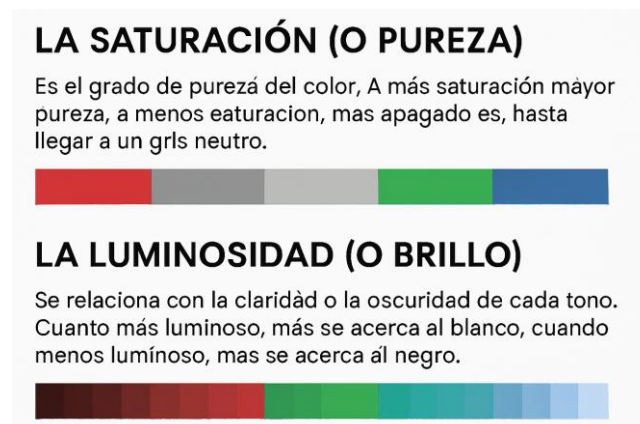 LA SATURACIÓN (O PUREZA)
Es el grado de purezá del color, A más saturación màyor
pureza, a menos eaturacion, mas apagado es, hasta
llegar a un grls neutro.
LA LUMINOSIDAD (O BRILLO)
Se relaciona con la claridàd o la oscuridad de cada tono.
Cuanto más luminoso, más se acerca al blanco, cuando
menos lumínoso, mas se acerca ál negro.